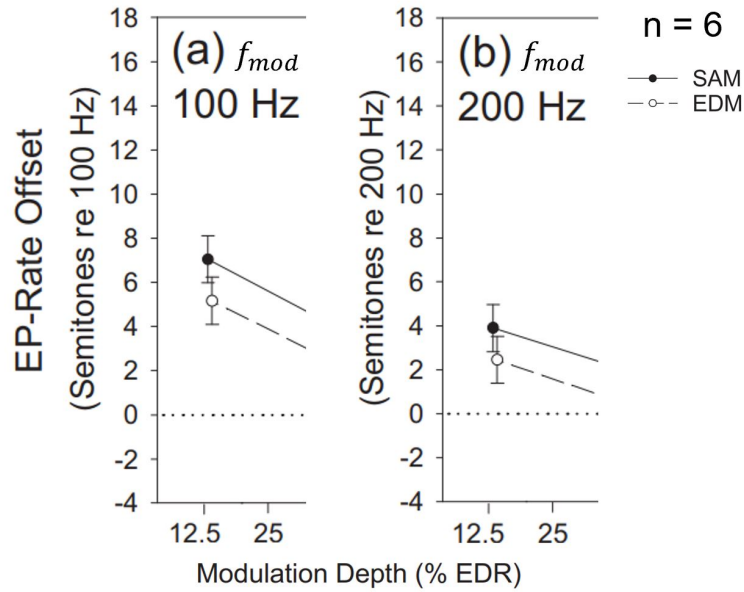 n = 6
SAM
EDM
EP-Rate Offset
(Semitones re 100 Hz)
18
16
14
12
10
8
6
4
2
0
-2
-4
(a) fmod
100 Hz
12.5 25
(Semitones re 200 Hz)
18
16
14
12
10
8
6
4
2
0
-2
-4
(b) fmod
200 Hz
12.5 25
Modulation Depth (% EDR)